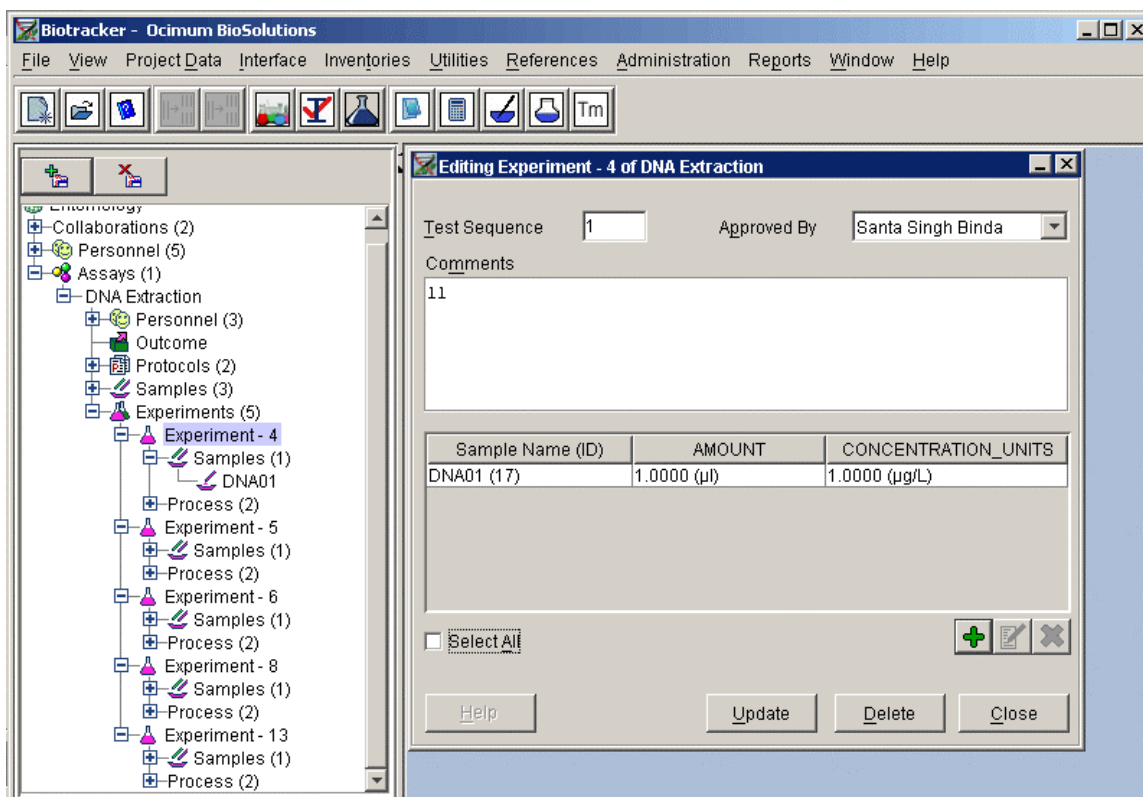 Biotracker - Ocimum BioSolutions
File View Project Data Interface Inventories Utilities References Administration Reports Window Help
Tm
Entomology
Collaborations (2)
Personnel (5)
Assays (1)
DNA Extraction
Personnel (3)
Outcome
Protocols (2)
Samples (3)
Experiments (5)
Experiment - 4
Samples (1)
DNA01
Process (2)
Experiment - 5
Samples (1)
Process (2)
Experiment - 6
Samples (1)
Process (2)
Experiment - 8
Samples (1)
Process (2)
Experiment - 13
Samples (1)
Process (2)
Editing Experiment - 4 of DNA Extraction
Test Sequence 1 Approved By Santa Singh Binda
Comments
11
Sample Name (ID) AMOUNT CONCENTRATION_UNITS
DNA01 (17) 1.0000 (µl) 1.0000 (µg/L)
Select All
Help Update Delete Close